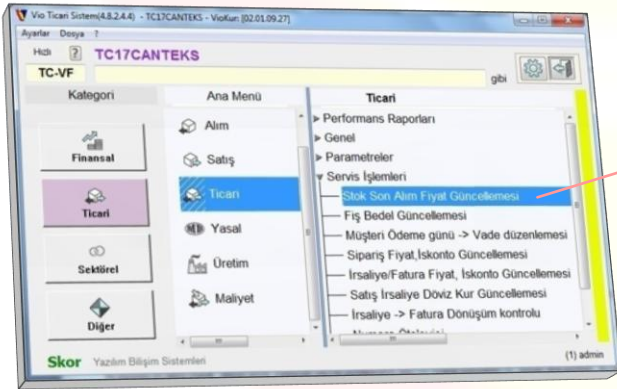 Vio Ticari Sistem(4.8.2.4.4) - TC17CANTEKS - VioKur: [02.01.09.27]
Ayarlar Dosya ?
Hızlı ? TC17CANTEKS
TC-VF gibi
Kategori
Finansal
Ticari
Sektörel
Diğer
Ana Menü
Alım
Satış
Ticari
Yasal
Üretim
Maliyet
Ticari
Performans Raporları
Genel
Parametreler
Servis İşlemleri
Stok Son Alım Fiyat Güncellemesi
Fiş Bedel Güncellemesi
Müşteri Ödeme günü -> Vade düzenlemesi
Sipariş Fiyat,İskonto Güncellemesi
İrsaliye/Fatura Fiyat, İskonto Güncellemesi
Satış İrsaliye Döviz Kur Güncellemesi
İrsaliye -> Fatura Dönüşüm kontrolu
Skor Yazılım Bilişim Sistemleri
(1) admin